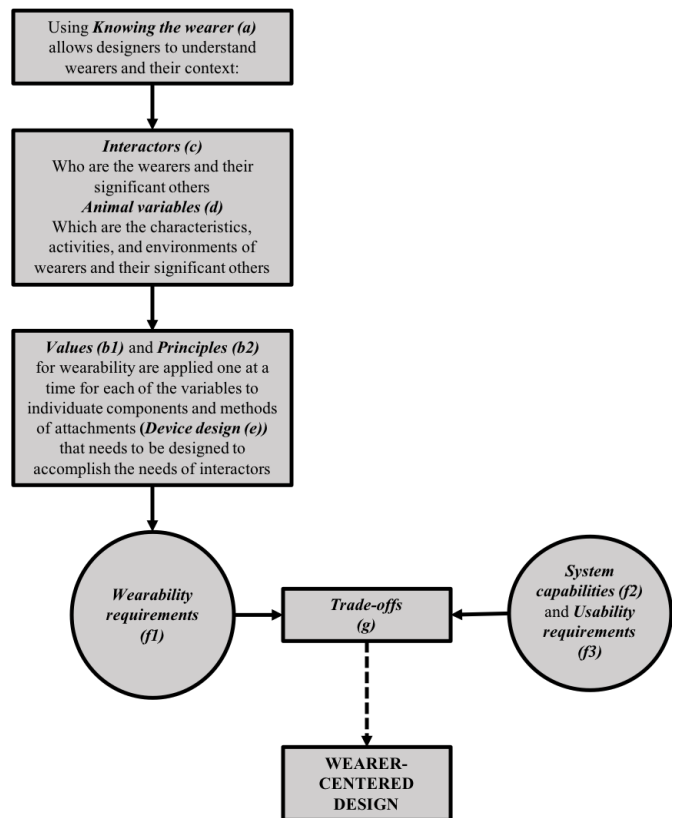 Using Knowing the wearer (a)
allows designers to understand
wearers and their context:
Interactors (c)
Who are the wearers and their
significant others
Animal variables (d)
Which are the characteristics,
activities, and environments of
wearers and their significant others
Values (b1) and Principles (b2)
for wearability are applied one at a
time for each of the variables to
individuate components and methods
of attachments (Device design (e))
that needs to be designed to
accomplish the needs of interactors
Wearability
requirements
(f1)
Trade-offs
(g)
System
capabilities (f2)
and Usability
requirements
(f3)
WEARER-
CENTERED
DESIGN